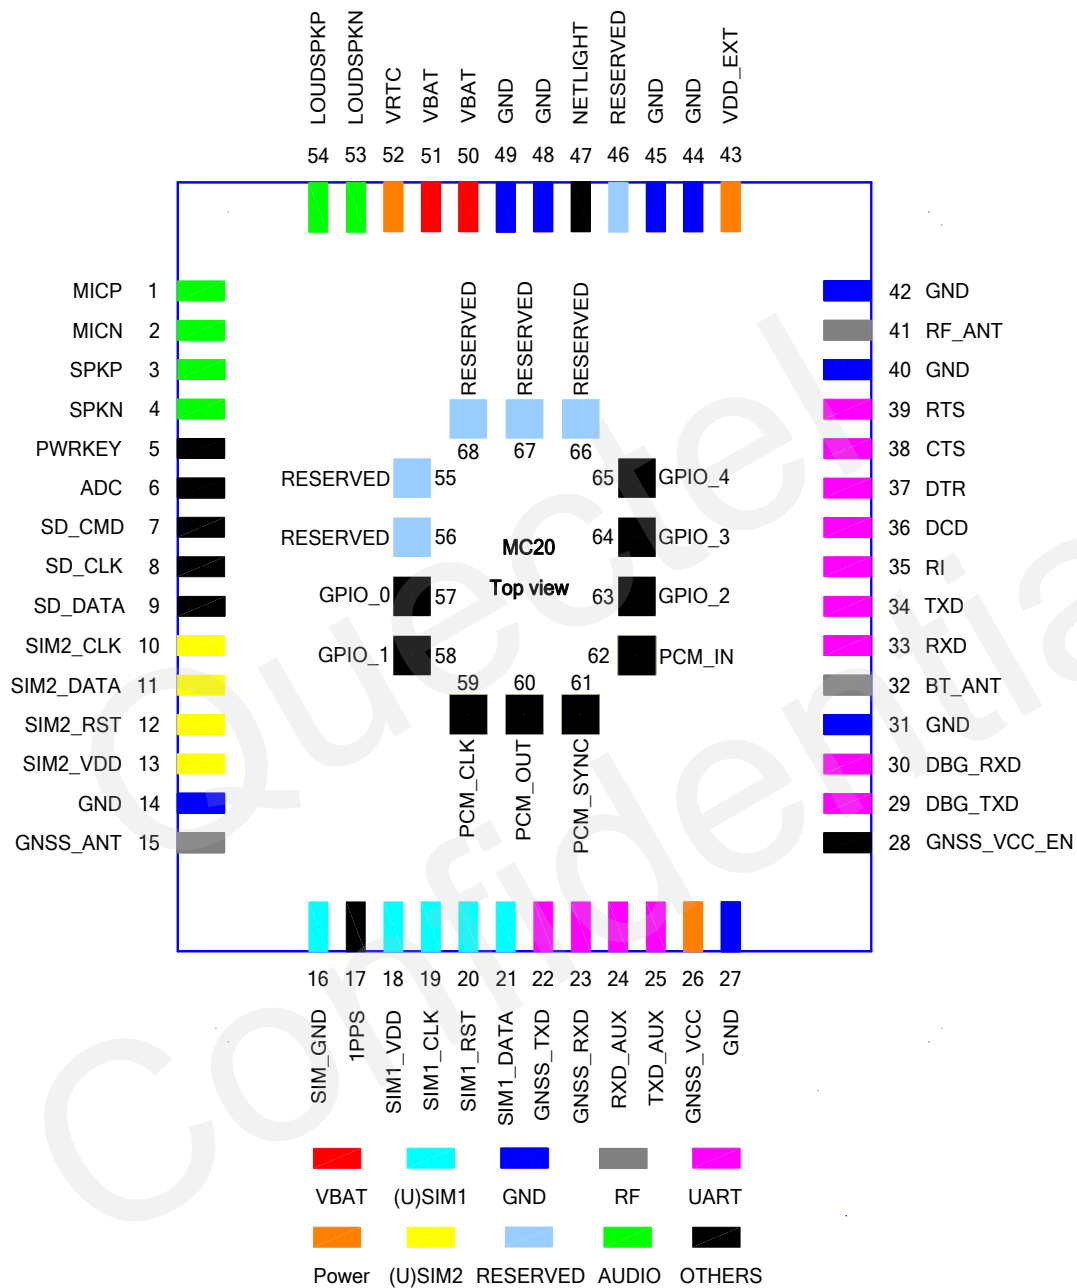 LOUDSPKP
LOUDSPKN
VRTC
VBAT
VBAT
GND
GND
NETLIGHT
RESERVED
GND
GND
VDD_EXT
54 53 52 51 50 49 48 47 46 45 44 43
MICP 1
MICN 2
SPKP 3
SPKN 4
PWRKEY 5
ADC 6
SD_CMD 7
SD_CLK 8
SD_DATA 9
SIM2_CLK 10
SIM2_DATA 11
SIM2_RST 12
SIM2_VDD 13
GND 14
GNSS_ANT 15
RESERVED
RESERVED
RESERVED
68 67 66
RESERVED 55
RESERVED 56
GPIO_0 57
GPIO_1 58
MC20
Top view
65 GPIO_4
64 GPIO_3
63 GPIO_2
62 PCM_IN
59 60 61
PCM_CLK
PCM_OUT
PCM_SYNC
42 GND
41 RF_ANT
40 GND
39 RTS
38 CTS
37 DTR
36 DCD
35 RI
34 TXD
33 RXD
32 BT_ANT
31 GND
30 DBG_RXD
29 DBG_TXD
28 GNSS_VCC_EN
16 17 18 19 20 21 22 23 24 25 26 27
SIM_GND
1PPS
SIM1_VDD
SIM1_CLK
SIM1_RST
SIM1_DATA
GNSS_TXD
GNSS_RXD
RXD_AUX
TXD_AUX
GNSS_VCC
GND
VBAT (U)SIM1 GND RF UART
Power (U)SIM2 RESERVED AUDIO OTHERS
Quectel
Confidentia